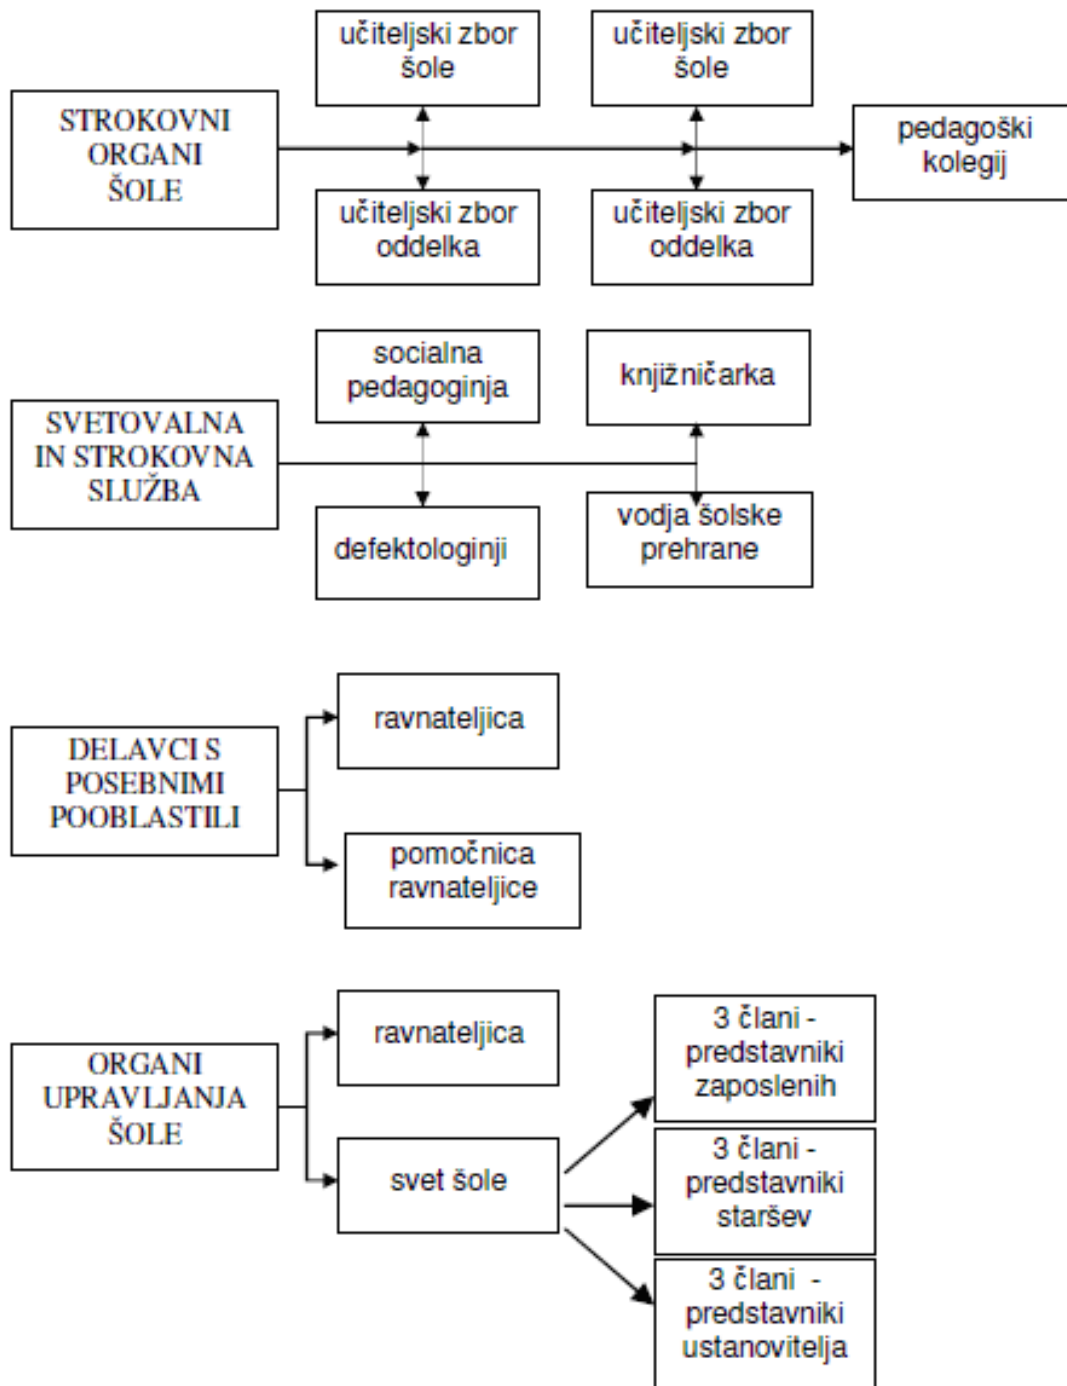 učiteljski zbor
šole
učiteljski zbor
šole
STROKOVNI
ORGANI
ŠOLE
pedagoški
kolegij
učiteljski zbor
oddelka
učiteljski zbor
oddelka
socialna
pedagoginja
knjižničarka
SVETOVALNA
IN STROKOVNA
SLUŽBA
defektologinji
vodja šolske
prehrane
ravnateljica
DELAVCI S
POSEBNIMI
POOBLASTILI
pomočnica
ravnateljice
ravnateljica
3 člani -
predstavniki
zaposlenih
ORGANI
UPRAVLJANJA
ŠOLE
svet šole
3 člani -
predstavniki
staršev
3 člani -
predstavniki
ustanovitelja